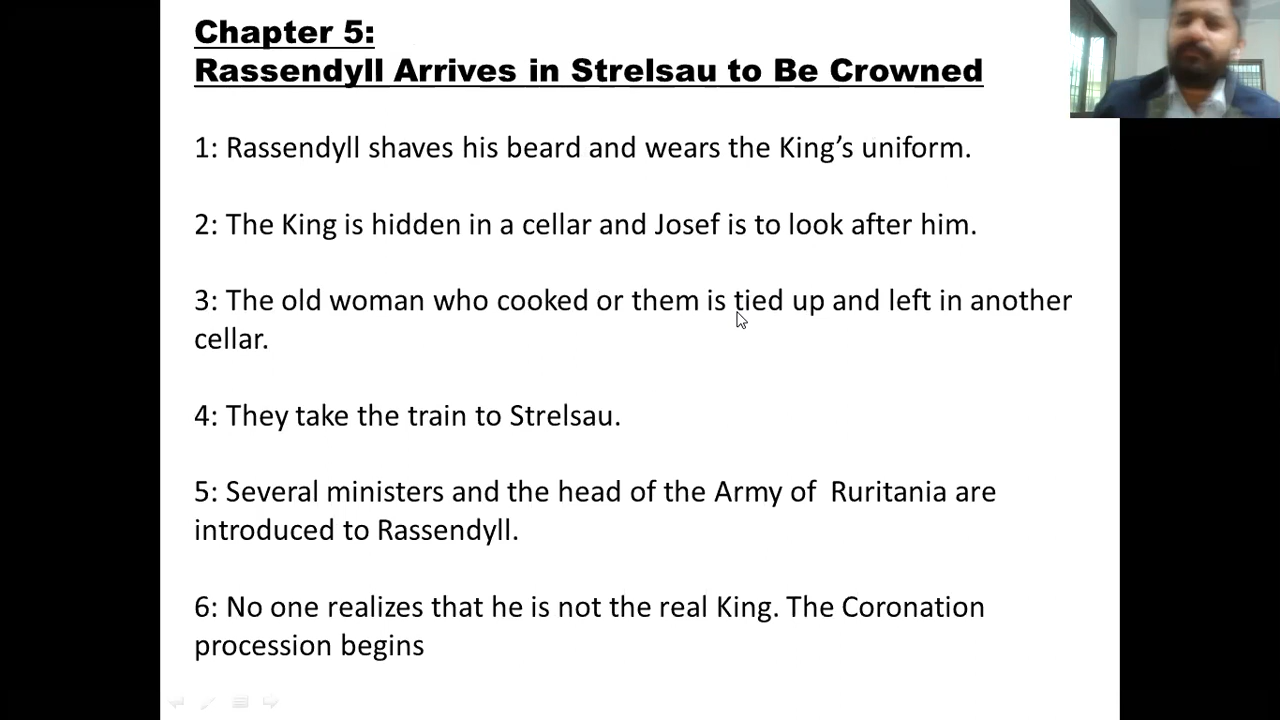 Chapter 5:
Rassendyll Arrives in Strelsau to Be Crowned
1: Rassendyll shaves his beard and wears the King’s uniform.
2: The King is hidden in a cellar and Josef is to look after him.
3: The old woman who cooked or them is tied up and left in another
cellar.
4: They take the train to Strelsau.
5: Several ministers and the head of the Army of  Ruritania are
introduced to Rassendyll.
6: No one realizes that he is not the real King. The Coronation
procession begins